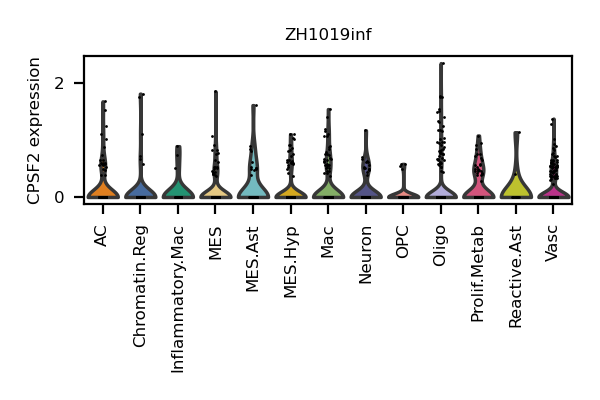 ZH1019inf
CPSF2 expression
2
0
AC
Chromatin.Reg
Inflammatory.Mac
MES
MES.Ast
MES.Hyp
Mac
Neuron
OPC
Oligo
Prolif.Metab
Reactive.Ast
Vasc